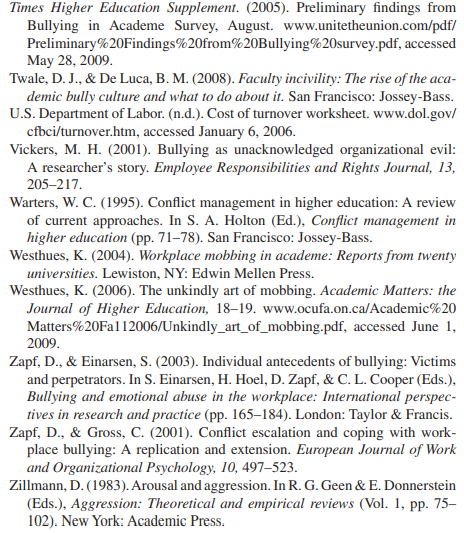 Times Higher Education Supplement. (2005). Preliminary findings from
Bullying in Academe Survey, August. www.unitetheunion.com/pdf/
Preliminary%20Findings%20from%20Bullying%20survey.pdf, accessed
May 28, 2009.
Twale, D. J., & De Luca, B. M. (2008). Faculty incivility: The rise of the aca-
demic bully culture and what to do about it. San Francisco: Jossey-Bass.
U.S. Department of Labor. (n.d.). Cost of turnover worksheet. www.dol.gov/
cfbci/turnover.htm, accessed January 6, 2006.
Vickers, M. H. (2001). Bullying as unacknowledged organizational evil:
A researcher's story. Employee Responsibilities and Rights Journal, 13,
205–217.
Warters, W. C. (1995). Conflict management in higher education: A review
of current approaches. In S. A. Holton (Ed.), Conflict management in
higher education (pp. 71–78). San Francisco: Jossey-Bass.
Westhues, K. (2004). Workplace mobbing in academe: Reports from twenty
universities. Lewiston, NY: Edwin Mellen Press.
Westhues, K. (2006). The unkindly art of mobbing. Academic Matters: the
Journal of Higher Education, 18–19. www.ocufa.on.ca/Academic%20
Matters%20Fa112006/Unkindly_art_of_mobbing.pdf, accessed June 1,
2009.
Zapf, D., & Einarsen, S. (2003). Individual antecedents of bullying: Victims
and perpetrators. In S. Einarsen, H. Hoel, D. Zapf, & C. L. Cooper (Eds.),
Bullying and emotional abuse in the workplace: International perspec-
tives in research and practice (pp. 165–184). London: Taylor & Francis.
Zapf, D., & Gross, C. (2001). Conflict escalation and coping with work-
place bullying: A replication and extension. European Journal of Work
and Organizational Psychology, 10, 497–523.
Zillmann, D. (1983). Arousal and aggression. In R. G. Geen & E. Donnerstein
(Eds.), Aggression: Theoretical and empirical reviews (Vol. 1, pp. 75–
102). New York: Academic Press.